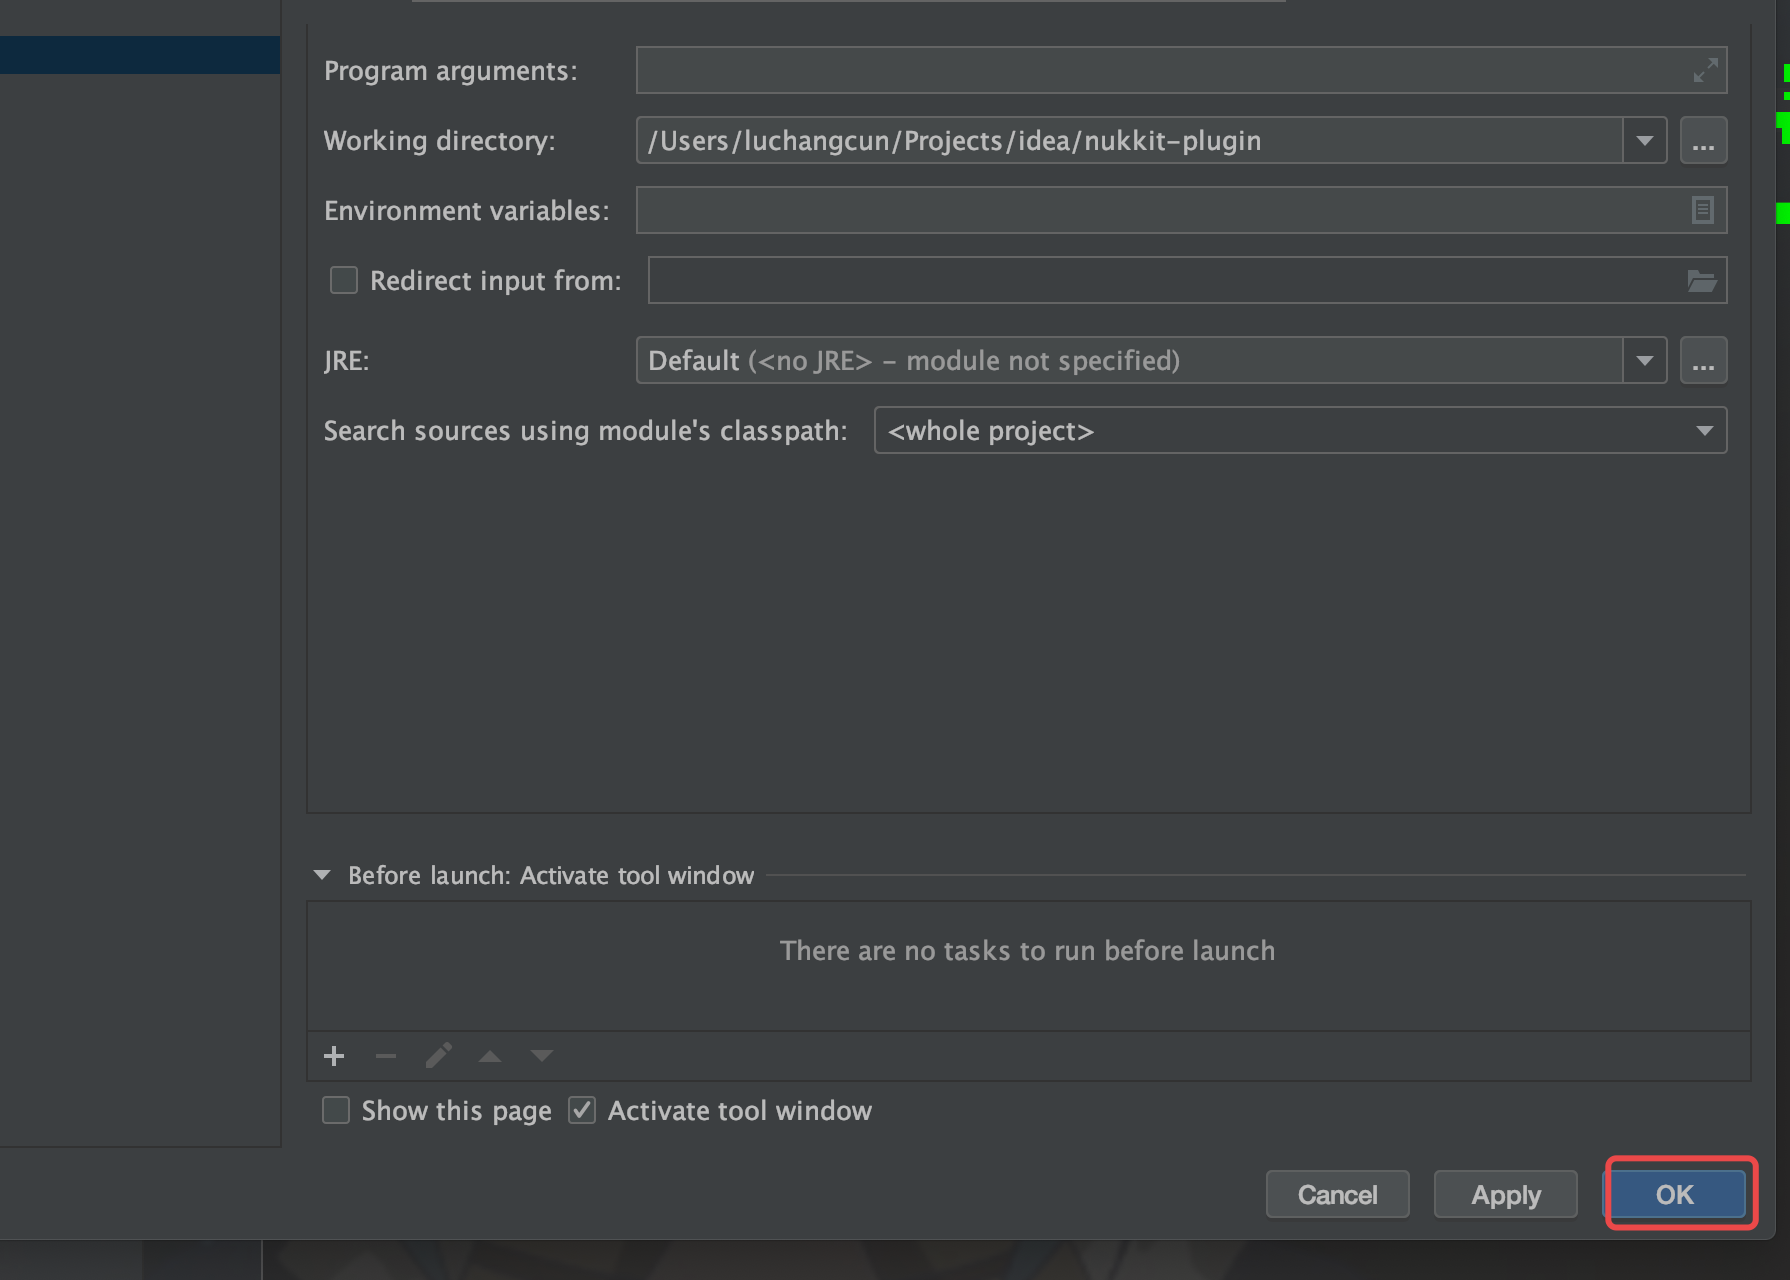 Program arguments:
Working directory: /Users/luchangcun/Projects/idea/nukkit-plugin ...
Environment variables:
Redirect input from:
JRE: Default (<no JRE> – module not specified) ...
Search sources using module's classpath: <whole project>
Before launch: Activate tool window
There are no tasks to run before launch
Show this page Activate tool window
Cancel Apply OK